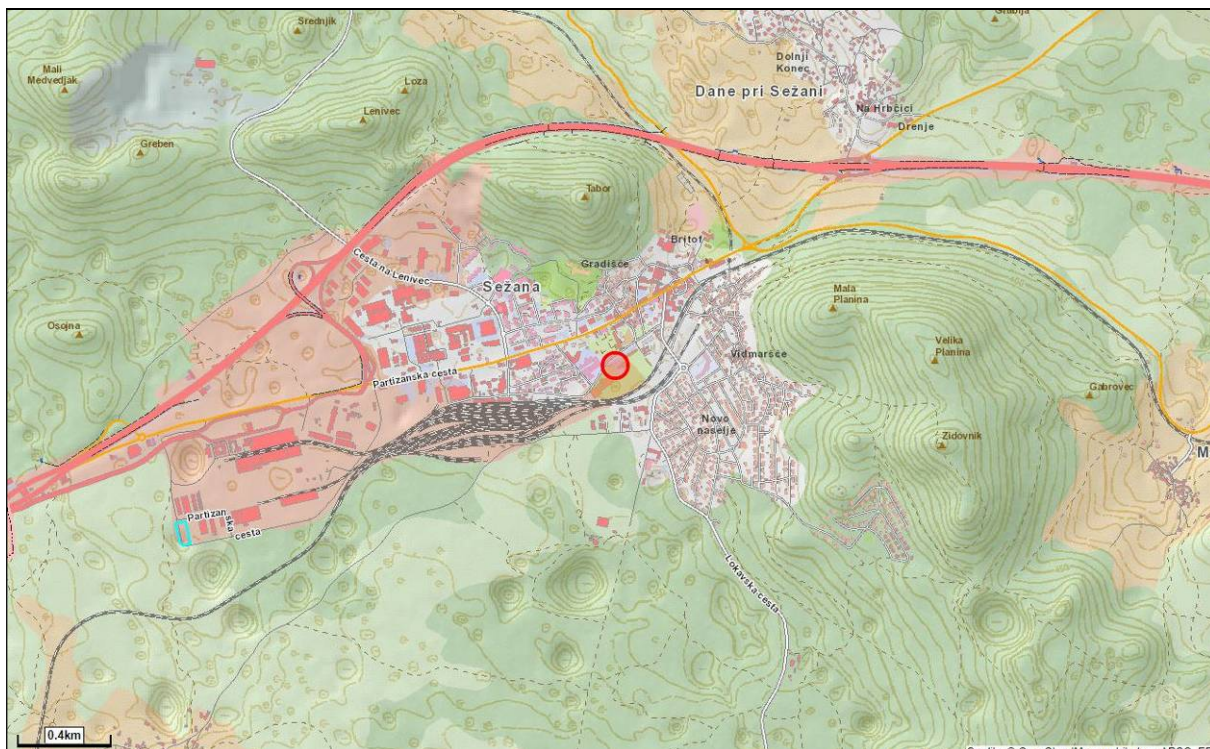 Srednjik
Mali
Medvedjak
Loza
Lenivec
Greben
Dolnji
Konec
Dane pri Sežani
Na Hrbčici
Drenje
Tabor
Britof
Cesta na Lenivec
Gradišče
Sežana
Mala
Planina
Osojna
Velika
Planina
Vidmaršče
Partizanska cesta
Gabrovec
Novo
naselje
Židovnik
M
Partizanska
cesta
Lokavska cesta
0.4km